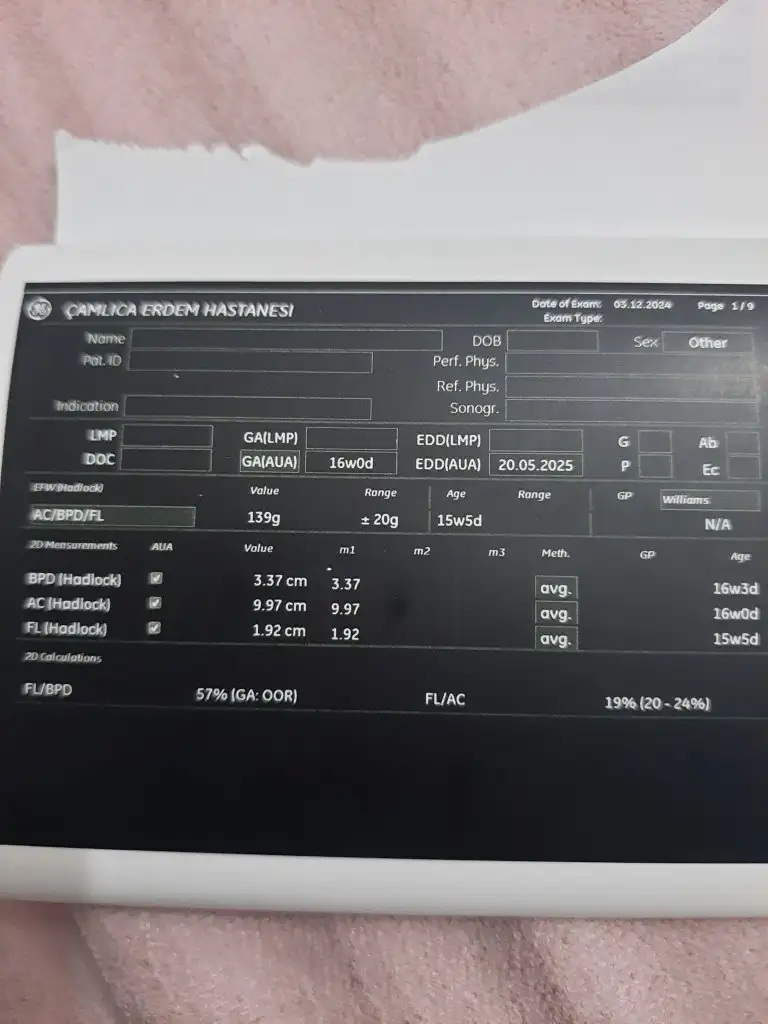 ÇAMLICA ERDEM HASTANESI
Date of Exam: 03.12.2024 Page 1 / 9
Exam Type:
Name DOB Sex Other
Pat. ID Perf. Phys.
Ref. Phys.
Indication Sonogr.
LMP GA(LMP) EDD(LMP) G Ab
DOC GA(AUA) 16w0d EDD(AUA) 20.05.2025 P Ec
EFW(Hadlock) Value Range Age Range GP Williams
AC/BPD/FL 139g ± 20g 15w5d N/A
2D Measurements AUA Value m1 m2 m3 Meth. GP Age
BPD (Hadlock) 3.37 cm 3.37 avg. 16w3d
AC (Hadlock) 9.97 cm 9.97 avg. 16w0d
FL (Hadlock) 1.92 cm 1.92 avg. 15w5d
2D Calculations
FL/BPD 57% (GA: OOR) FL/AC 19% (20 - 24%)